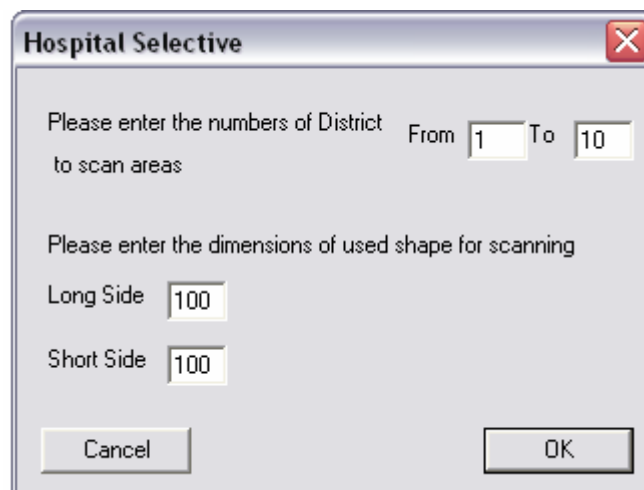 Hospital Selective
Please enter the numbers of District From 1 To 10
to scan areas
Please enter the dimensions of used shape for scanning
Long Side 100
Short Side 100
Cancel OK